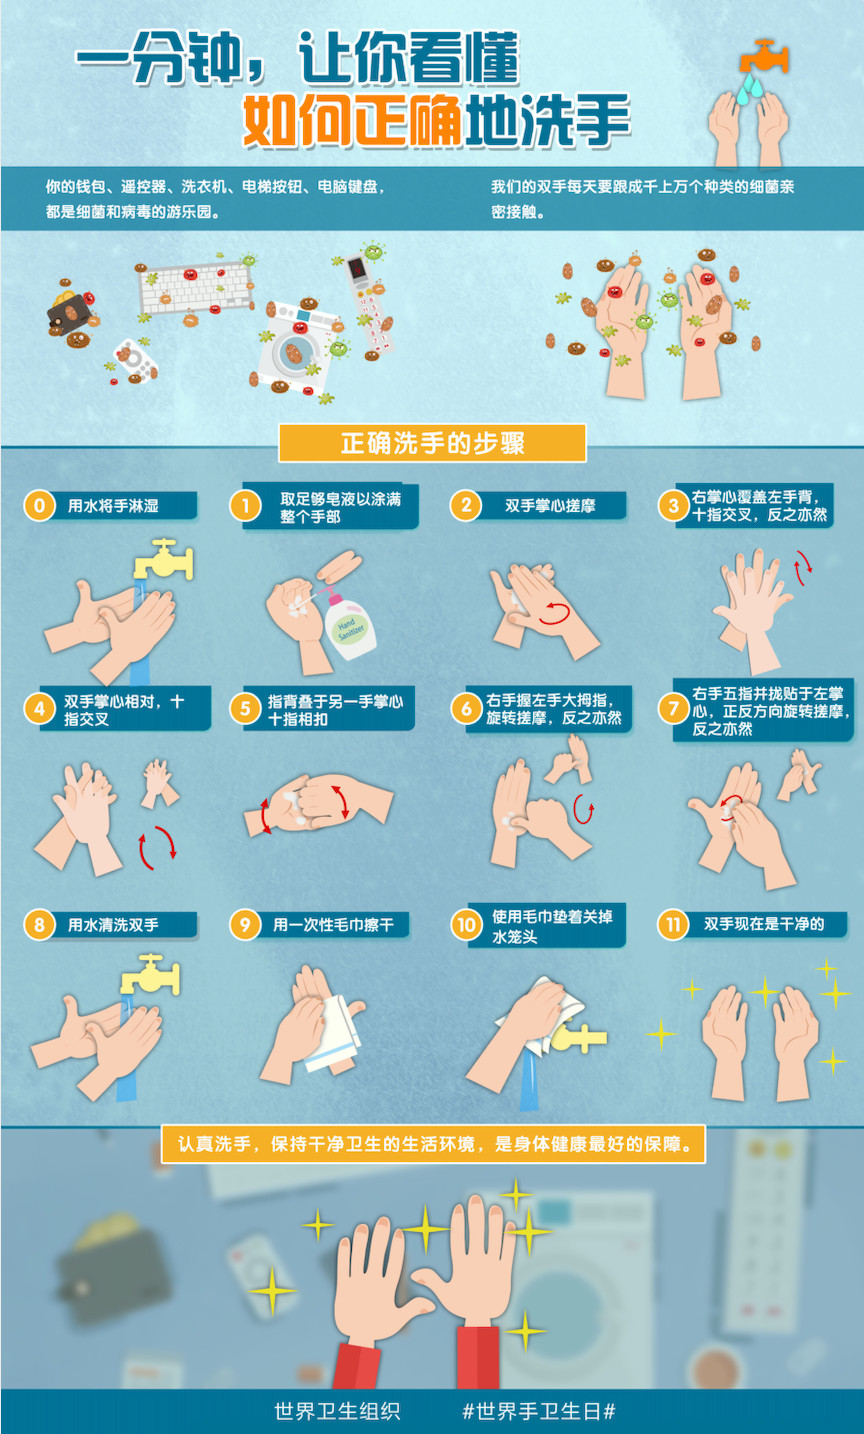 一分钟，让你看懂
如何正确地洗手
你的钱包、遥控器、洗衣机、电梯按钮、电脑键盘，
都是细菌和病毒的游乐园。
我们的双手每天要跟成千上万个种类的细菌亲
密接触。
正确洗手的步骤
0 用水将手淋湿
1 取足够皂液以涂满
整个手部
2 双手掌心搓摩
3 右掌心覆盖左手背，
十指交叉，反之亦然
Hand
Sanitizer
4 双手掌心相对，十
指交叉
5 指背叠于另一手掌心
十指相扣
6 右手握左手大拇指，
旋转搓摩，反之亦然
7 右手五指并拢贴于左掌
心，正反方向旋转搓摩，
反之亦然
8 用水清洗双手
9 用一次性毛巾擦干
10 使用毛巾垫着关掉
水笼头
11 双手现在是干净的
认真洗手，保持干净卫生的生活环境，是身体健康最好的保障。
世界卫生组织 #世界手卫生日#